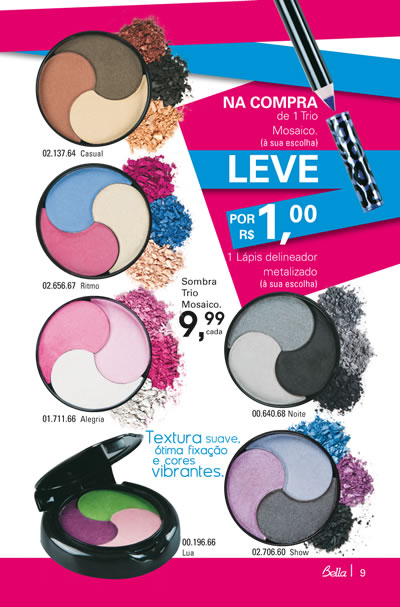 NA COMPRA
de 1 Trio
Mosaico.
(à sua escolha)
LEVE
POR
R$ 1,00
1 Lápis delineador
metalizado
(à sua escolha)
02.137.64 Casual
02.656.67 Ritmo
Sombra
Trio
Mosaico.
9,99
cada
01.711.66 Alegria
00.640.68 Noite
Textura suave,
ótima fixação
e cores
vibrantes.
00.196.66
Lua
02.706.60 Show
Bella | 9